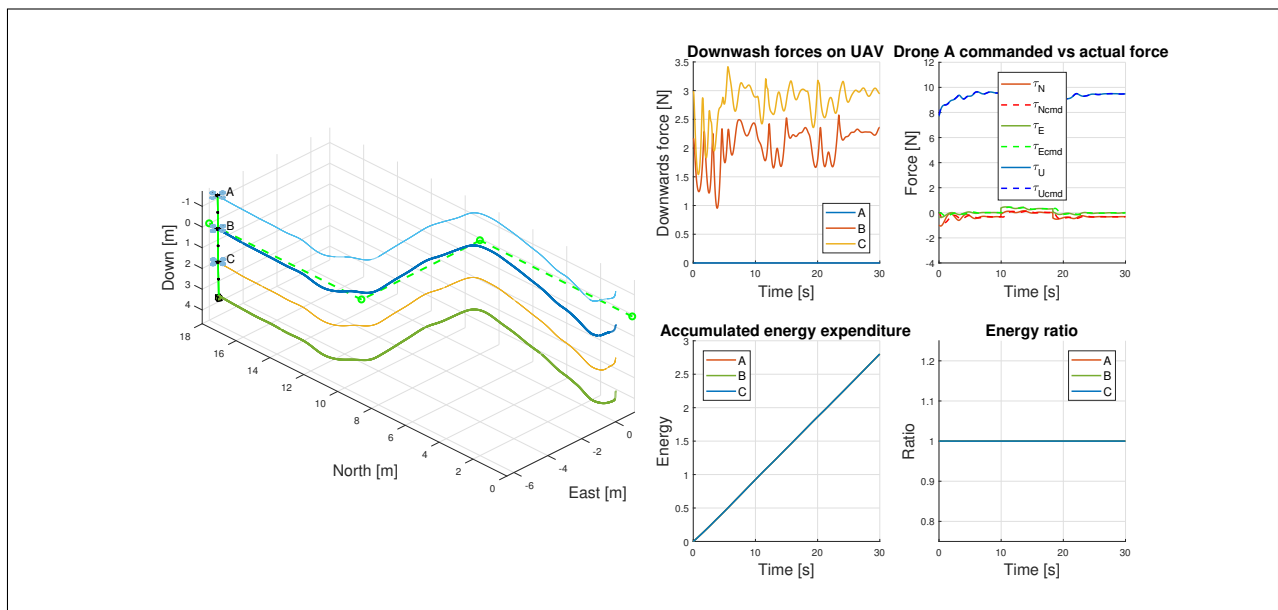 A
B
C
-1
0
1
2
3
4
Down [m]
18
16
14
12
10
8
6
4
2
0
North [m]
-6
-4
-2
0
East [m]
Downwash forces on UAV
3.5
3
2.5
2
1.5
1
0.5
0
Downwards force [N]
A
B
C
0
10
20
30
Time [s]
Drone A commanded vs actual force
12
10
8
6
4
2
0
-2
-4
Force [N]
τN
τNcmd
τE
τEcmd
τU
τUcmd
0
10
20
30
Time [s]
Accumulated energy expenditure
3
2.5
2
1.5
1
0.5
0
Energy
A
B
C
0
10
20
30
Time [s]
Energy ratio
1.2
1.1
1
0.9
0.8
Ratio
A
B
C
0
10
20
30
Time [s]